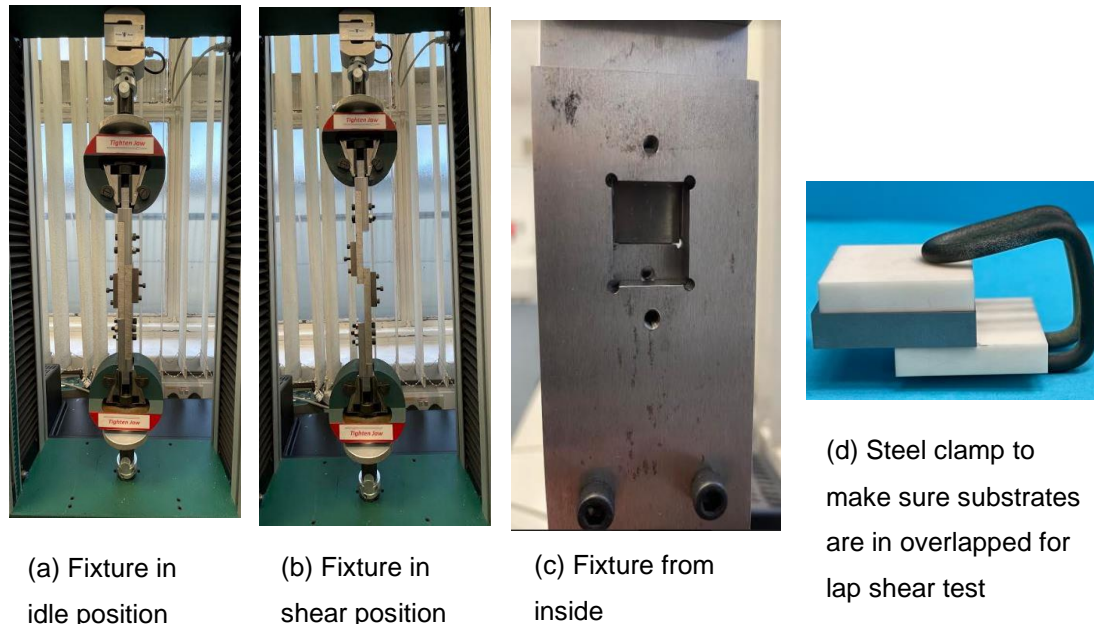 Tighten Jaw
Tighten Jaw
Tighten Jaw
Tighten Jaw
(a) Fixture in
idle position
(b) Fixture in
shear position
(c) Fixture from
inside
(d) Steel clamp to
make sure substrates
are in overlapped for
lap shear test